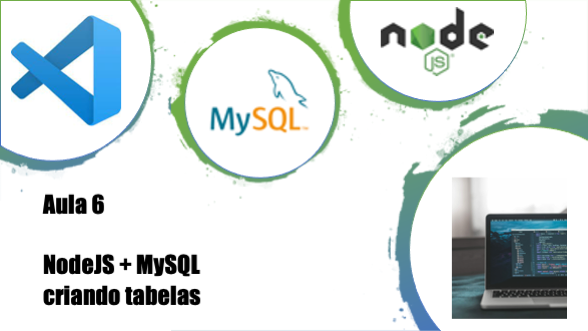 node
JS
MySQL
Aula 6
NodeJS + MySQL
criando tabelas